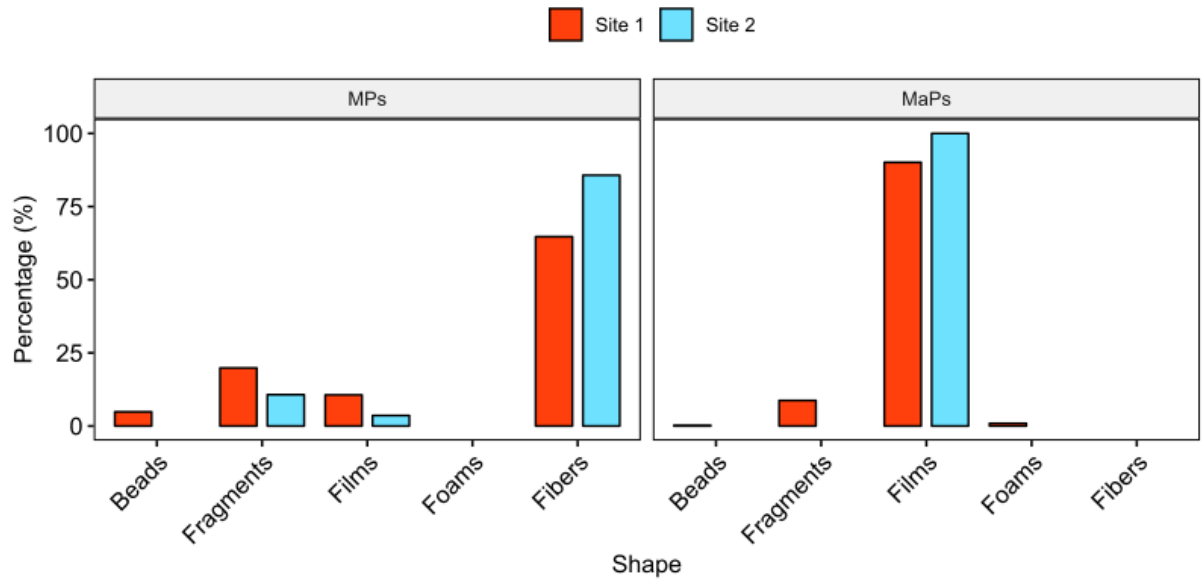 Site 1 Site 2
MPs MaPs
Percentage (%)
100
75
50
25
0
Beads Fragments Films Foams Fibers Beads Fragments Films Foams Fibers
Shape